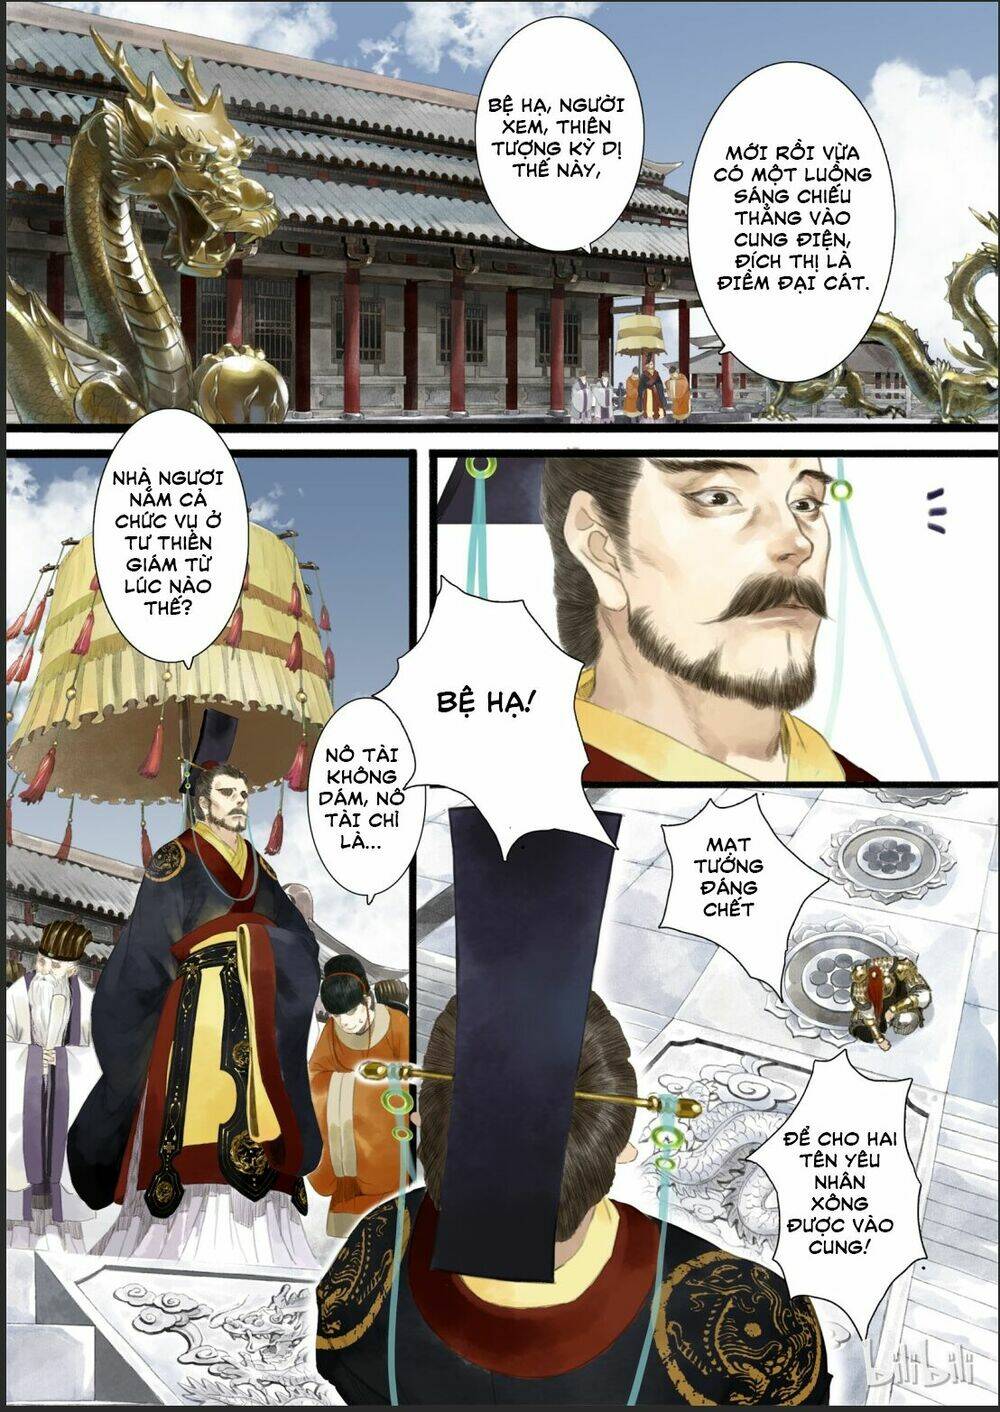 BỆ HẠ, NGƯỜI
XEM, THIÊN
TƯỢNG KỲ DỊ
THẾ NÀY,
MỚI RỒI VỪA
CÓ MỘT LUỒNG
SÁNG CHIẾU
THẲNG VÀO
CUNG ĐIỆN,
ĐÍCH THỊ LÀ
ĐIỀM ĐẠI CÁT.
NHÀ NGƯƠI
NẮM CẢ
CHỨC VỤ Ở
TƯ THIÊN
GIÁM TỪ
LÚC NÀO
THẾ?
NÔ TÀI
KHÔNG
DÁM, NÔ
TÀI CHỈ
LÀ...
BỆ HẠ!
MẠT
TƯỚNG
ĐÁNG
CHẾT
ĐỂ CHO HAI
TÊN YÊU
NHÂN
XÔNG
ĐƯỢC VÀO
CUNG!
bilibili